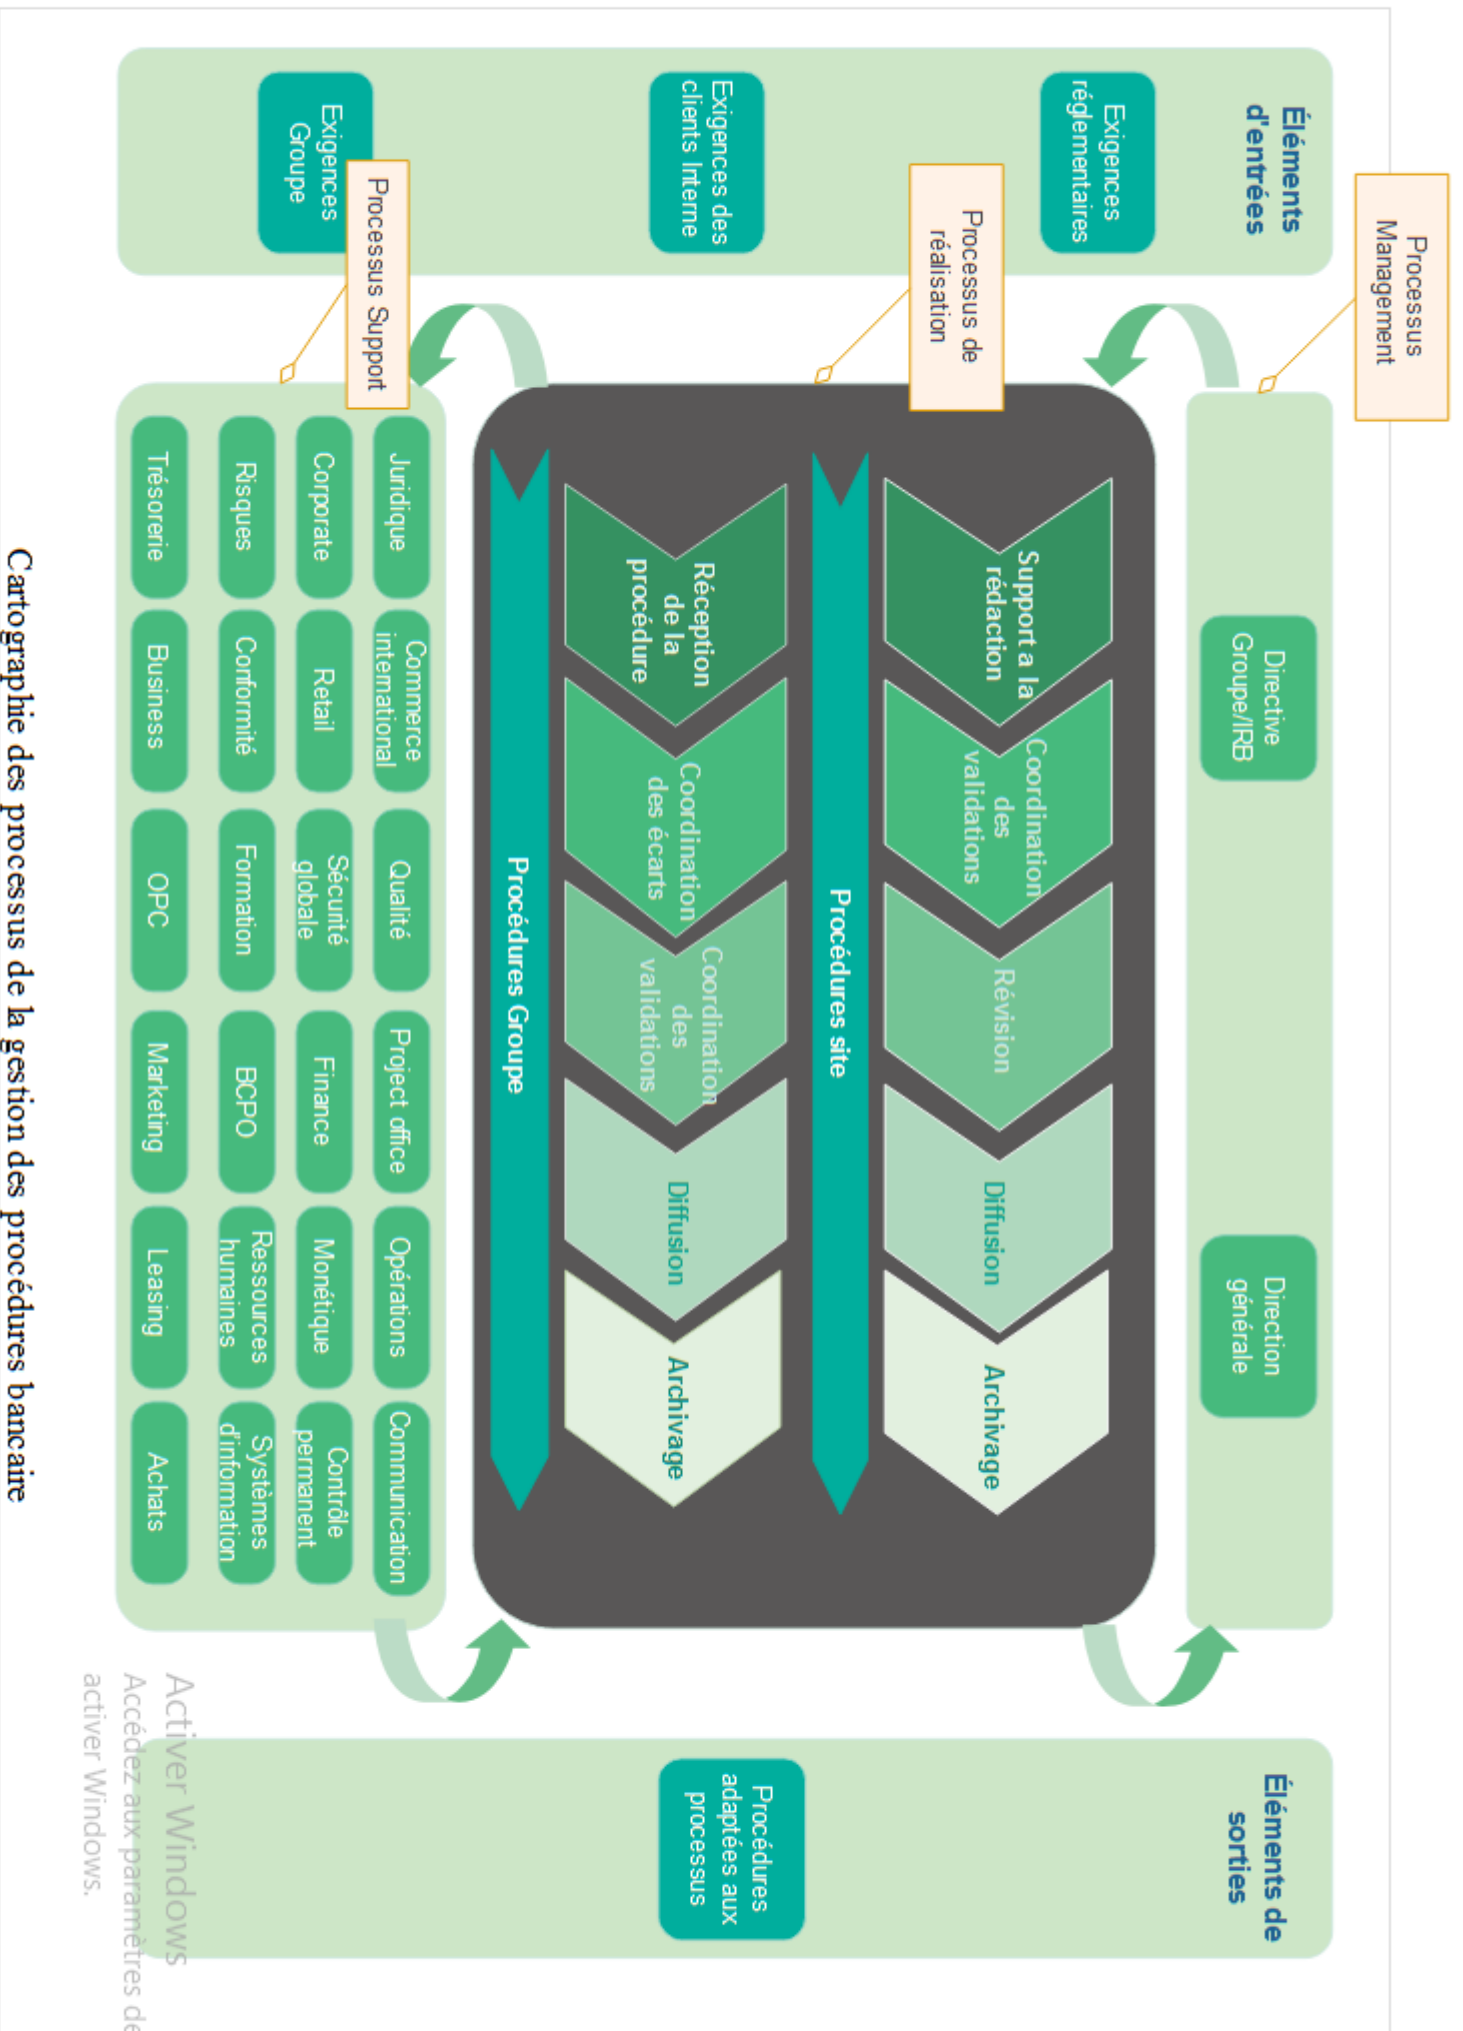 Processus
Management
Éléments
d'entrées
Exigences
réglementaires
Exigences des
clients Interne
Exigences
Groupe
Directive
Groupe/IRB
Direction
générale
Processus de
réalisation
Support a la
rédaction
Coordination
des
validations
Révision
Diffusion
Archivage
Procédures site
Réception
de la
procédure
Coordination
des écarts
Coordination
des
validations
Diffusion
Archivage
Procédures Groupe
Processus Support
Juridique
Commerce
international
Qualité
Project office
Opérations
Communication
Corporate
Retail
Sécurité
globale
Finance
Monétique
Contrôle
permanent
Risques
Conformité
Formation
BCPO
Ressources
humaines
Systèmes
d'information
Trésorerie
Business
OPC
Marketing
Leasing
Achats
Éléments de
sorties
Procédures
adaptées aux
processus
Activer Windows
Accédez aux paramètres de
activer Windows.
Cartographie des processus de la gestion des procédures bancaire